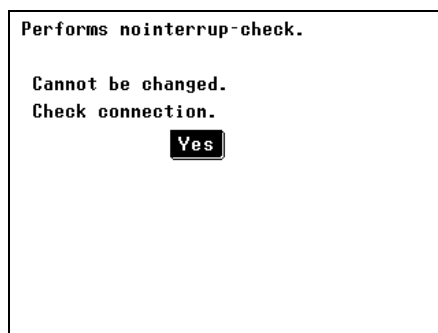 Performs nointerrup-check.
Cannot be changed.
Check connection.
Yes